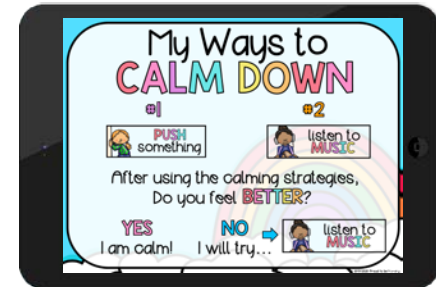 My Ways to
CALM DOWN
#1 #2
PUSH something
listen to MUSIC
After using the calming strategies,
Do you feel BETTER?
YES NO
I am calm! I will try...
listen to MUSIC